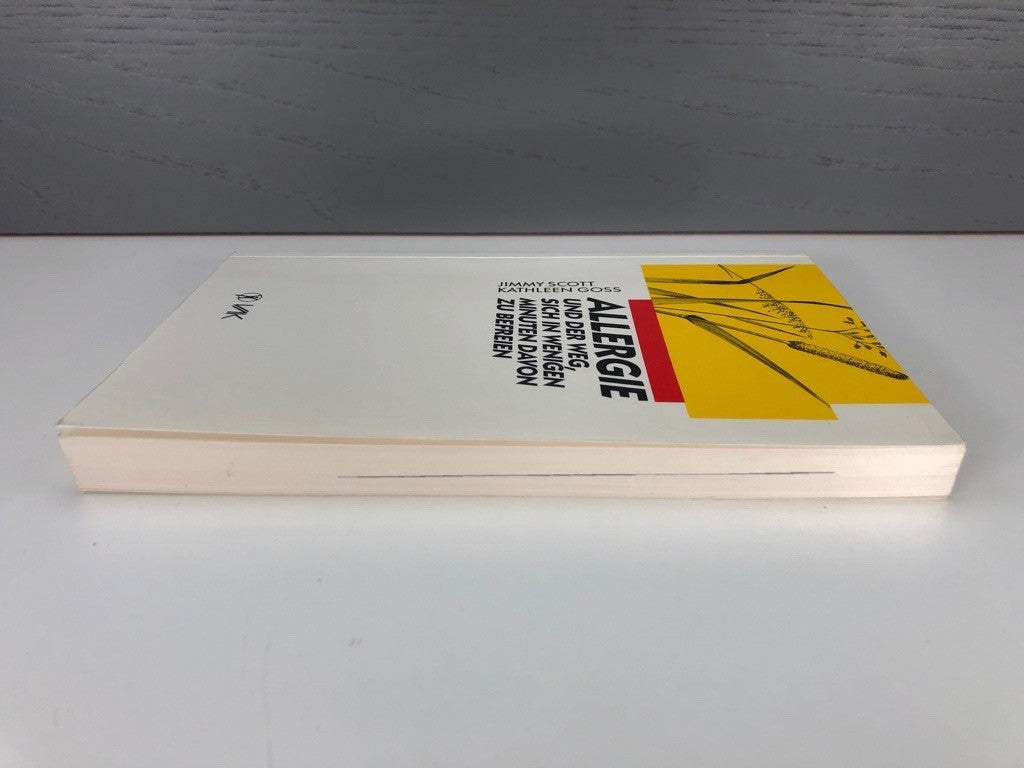 JIMMY SCOTT
KATHLEEN GOSS
ALLERGIE
UND DER WEG,
SICH IN WENIGEN
MINUTEN DAVON
ZU BEFREIEN
VAK